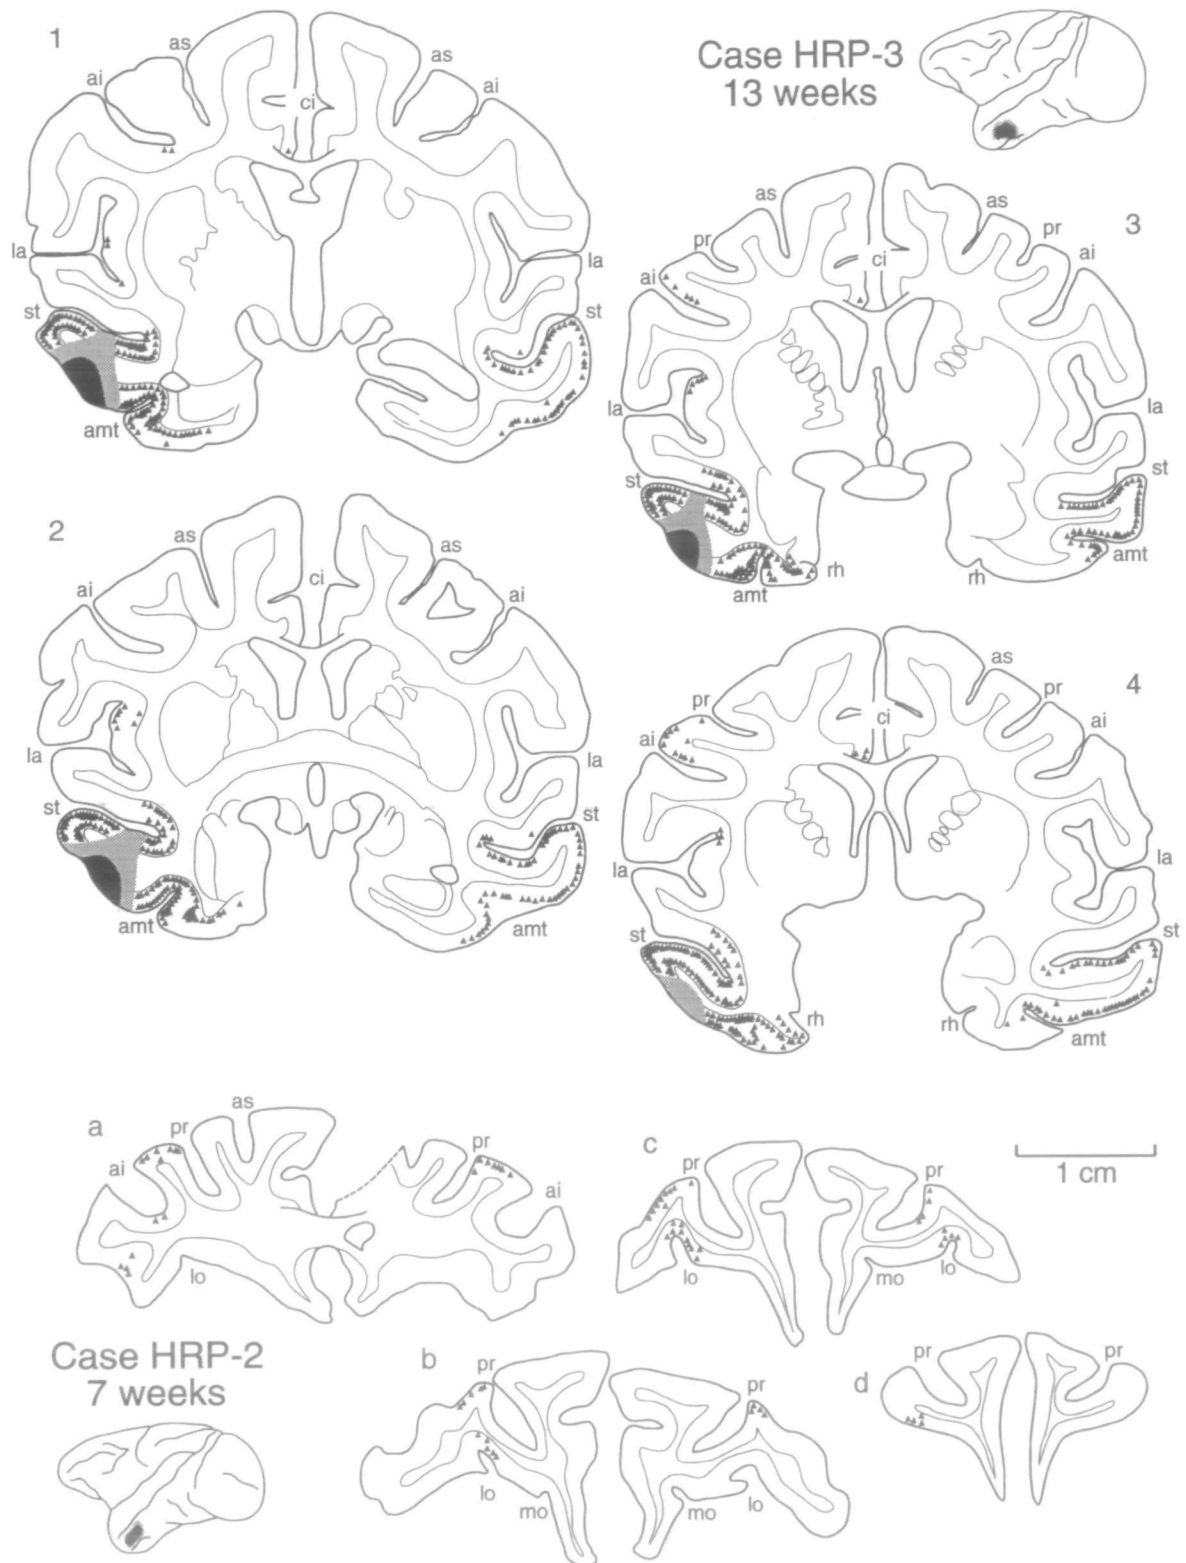 1
as
as
ai
ai
ci
la
la
st
st
amt
Case HRP-3
13 weeks
3
as
as
pr
pr
ai
ai
ci
la
la
st
st
amt
amt
rh
rh
2
as
as
ai
ai
ci
la
la
st
st
amt
amt
4
as
pr
pr
ai
ai
ci
la
la
st
st
rh
rh
amt
a
as
pr
pr
ai
ai
lo
c
pr
pr
lo
mo
lo
1 cm
Case HRP-2
7 weeks
b
pr
pr
lo
mo
mo
lo
d
pr
pr